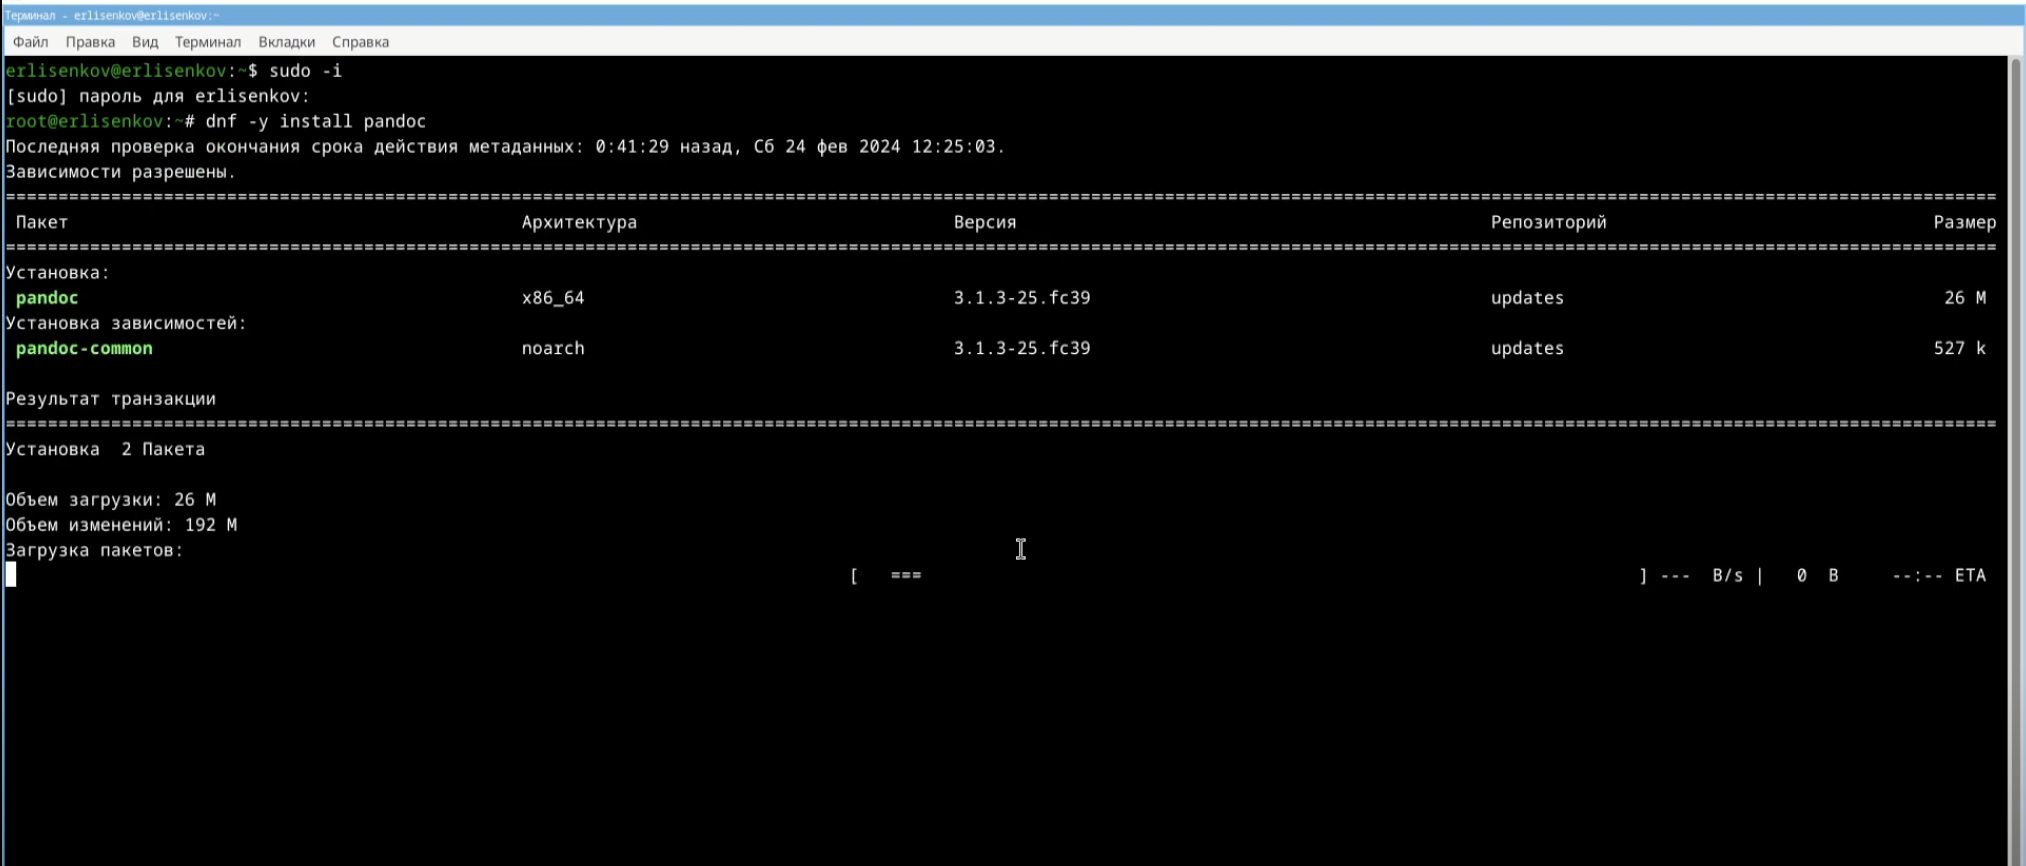 Терминал - erlisenkov@erlisenkov:~
Файл Правка Вид Терминал Вкладки Справка
erlisenkov@erlisenkov:~$ sudo -i
[sudo] пароль для erlisenkov:
root@erlisenkov:~# dnf -y install pandoc
Последняя проверка окончания срока действия метаданных: 0:41:29 назад, Сб 24 фев 2024 12:25:03.
Зависимости разрешены.
================================================================================
Пакет Архитектура Версия Репозиторий Размер
================================================================================
Установка:
pandoc x86_64 3.1.3-25.fc39 updates 26 M
Установка зависимостей:
pandoc-common noarch 3.1.3-25.fc39 updates 527 k
Результат транзакции
================================================================================
Установка 2 Пакета
Объем загрузки: 26 M
Объем изменений: 192 M
Загрузка пакетов:
[ === ] --- B/s | 0 B --:-- ETA